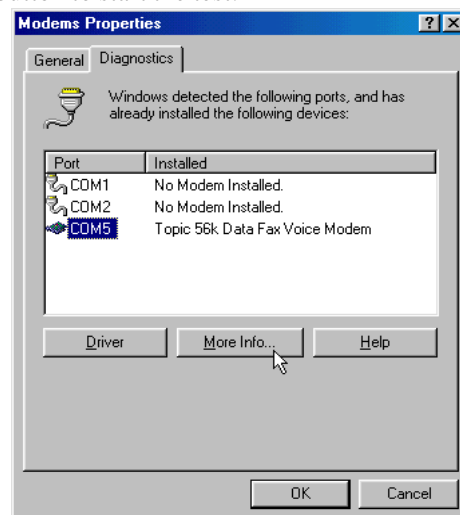 Modems Properties
General Diagnostics
Windows detected the following ports, and has
already installed the following devices:
Port Installed
COM1 No Modem Installed.
COM2 No Modem Installed.
COM5 Topic 56k Data Fax Voice Modem
Driver More Info... Help
OK Cancel